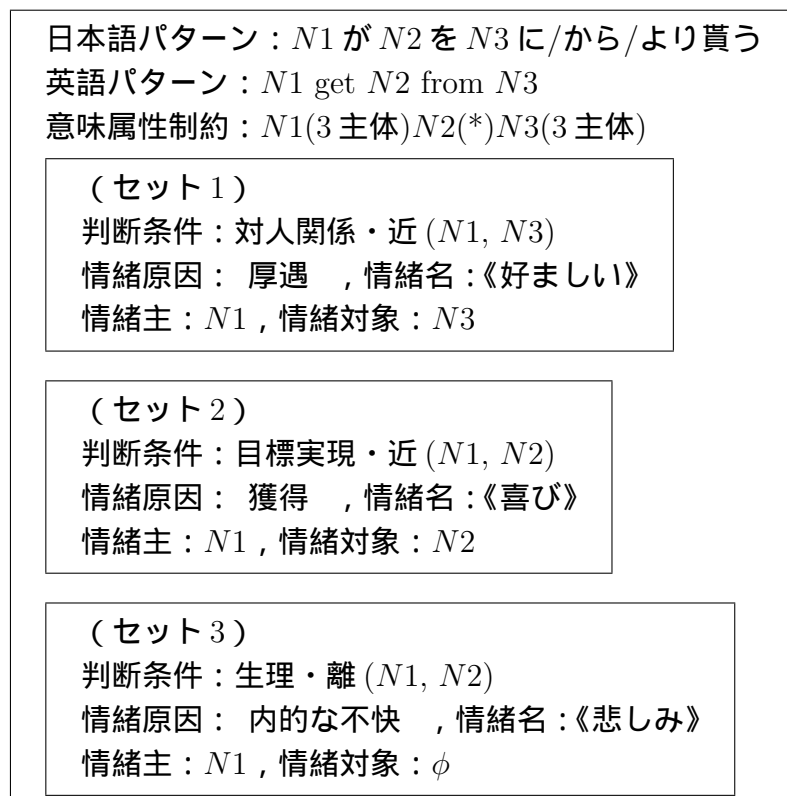 日本語パターン：N1 が N2 を N3 に/から/より貰う
英語パターン：N1 get N2 from N3
意味属性制約：N1(3 主体)N2(*)N3(3 主体)
（セット 1）
判断条件：対人関係・近 (N1, N3)
情緒原因： 厚遇 , 情緒名：《好ましい》
情緒主：N1 , 情緒対象：N3
（セット 2）
判断条件：目標実現・近 (N1, N2)
情緒原因： 獲得 , 情緒名：《喜び》
情緒主：N1 , 情緒対象：N2
（セット 3）
判断条件：生理・離 (N1, N2)
情緒原因： 内的な不快 , 情緒名：《悲しみ》
情緒主：N1 , 情緒対象：φ